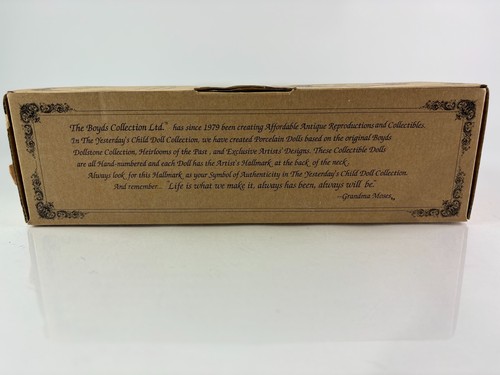 The Boyds Collection Ltd.™ has since 1979 been creating Affordable Antique Reproductions and Collectibles.
In The Yesterday's Child Doll Collection, we have created Porcelain Dolls based on the original Boyds
Dollstone Collection, Heirlooms of the Past, and Exclusive Artists' Designs. These Collectible Dolls
are all Hand-numbered and each Doll has the Artist's Hallmark at the back of the neck.
Always look for this Hallmark as your Symbol of Authenticity in The Yesterday's Child Doll Collection.
And remember... "Life is what we make it, always has been, always will be."
--Grandma Moses